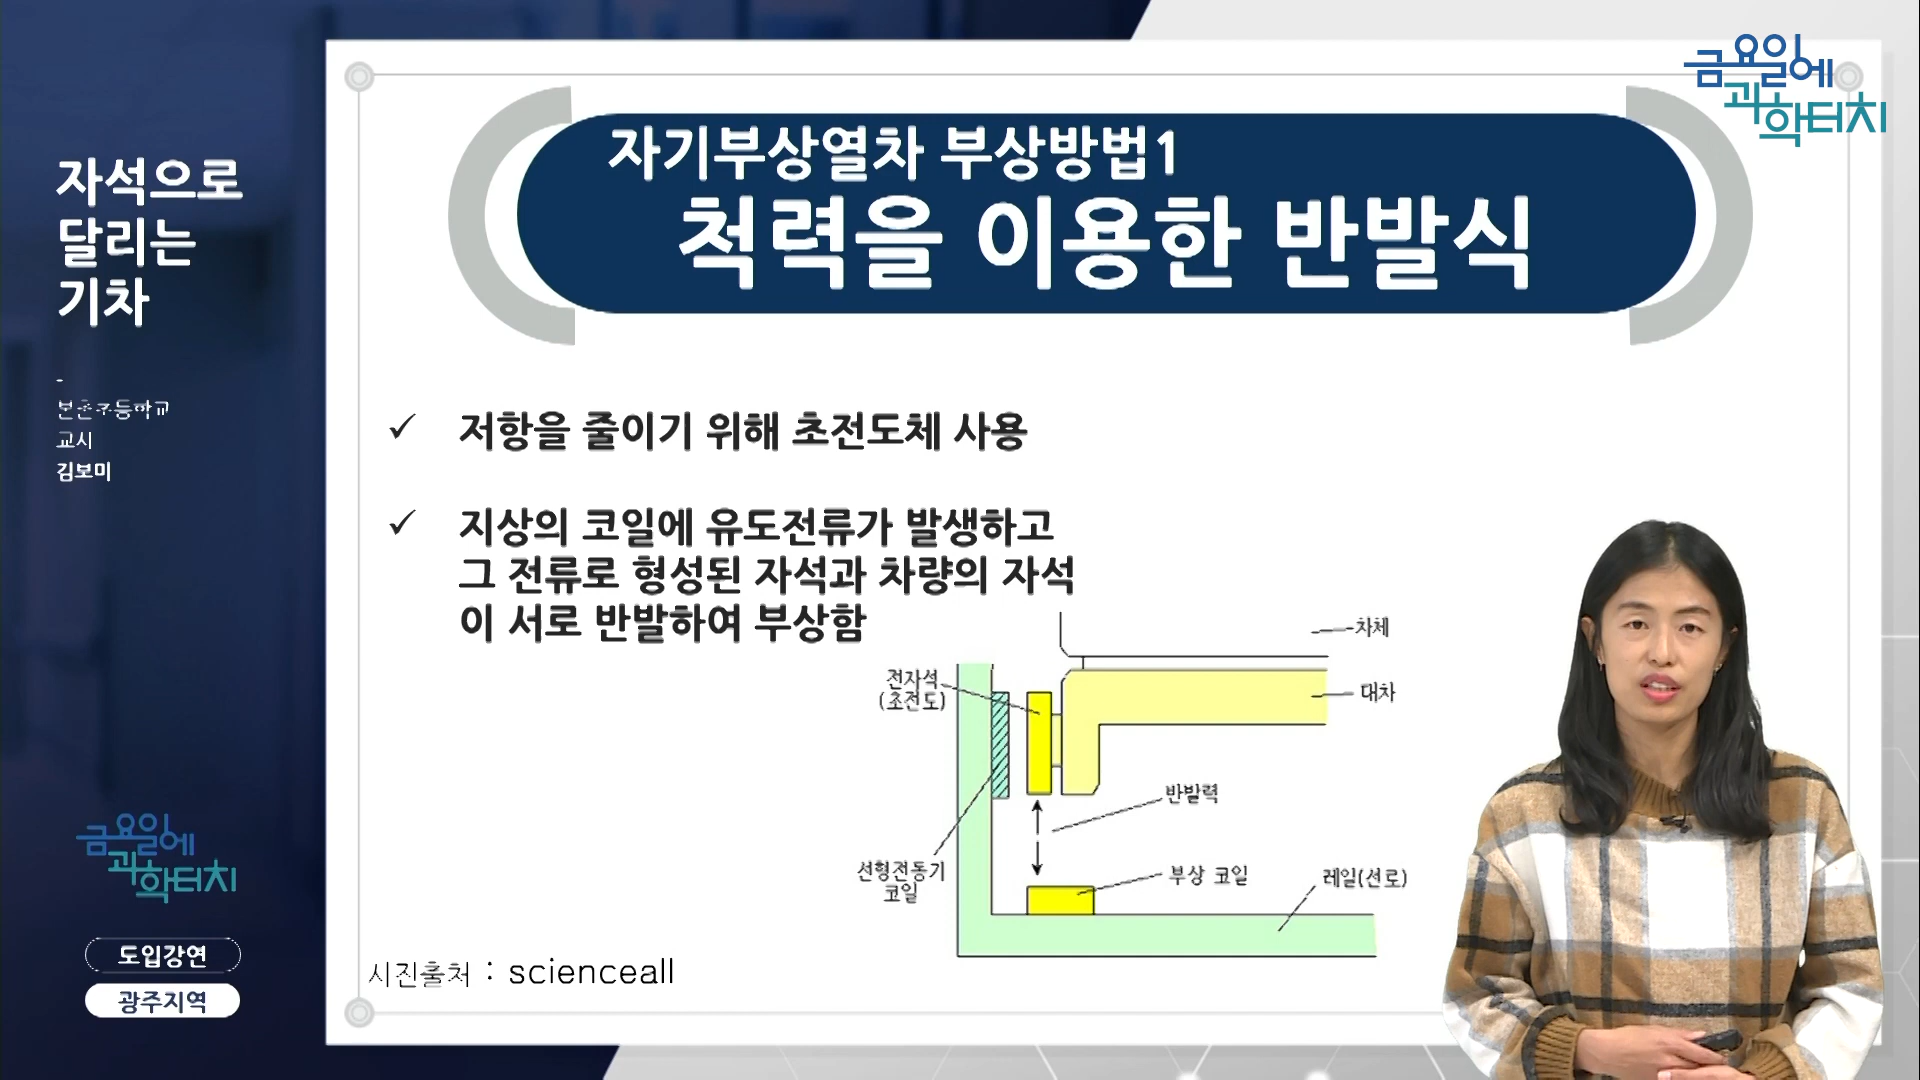 자석으로
달리는
기차
-
본촌초등학교
교사
김보미
금요일에
과학터치
도입강연
광주지역
금요일에
과학터치
자기부상열차 부상방법1
척력을 이용한 반발식
✓ 저항을 줄이기 위해 초전도체 사용
✓ 지상의 코일에 유도전류가 발생하고
그 전류로 형성된 자석과 차량의 자석
이 서로 반발하여 부상함
차체
전자석
(초전도)
대차
반발력
선형전동기
코일
부상 코일
레일(선로)
사진출처 : scienceall